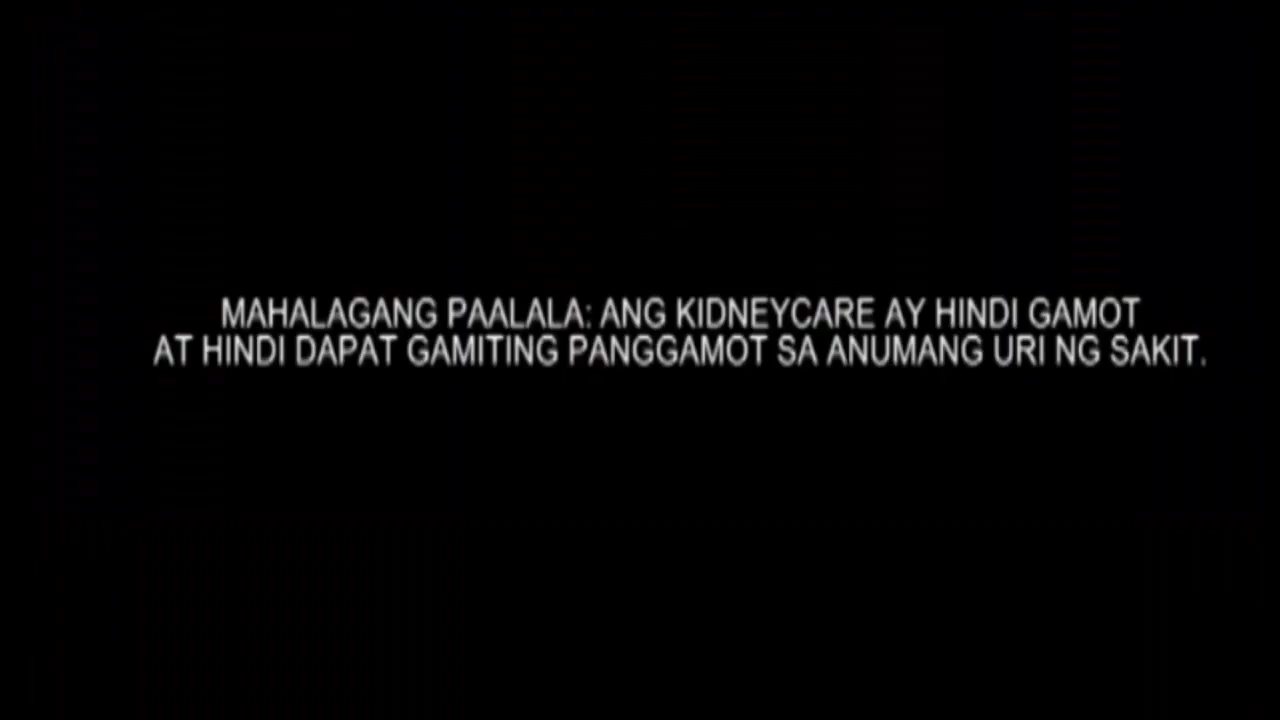 MAHALAGANG PAALALA: ANG KIDNEYCARE AY HINDI GAMOT
AT HINDI DAPAT GAMITING PANGGAMOT SA ANUMANG URI NG SAKIT.